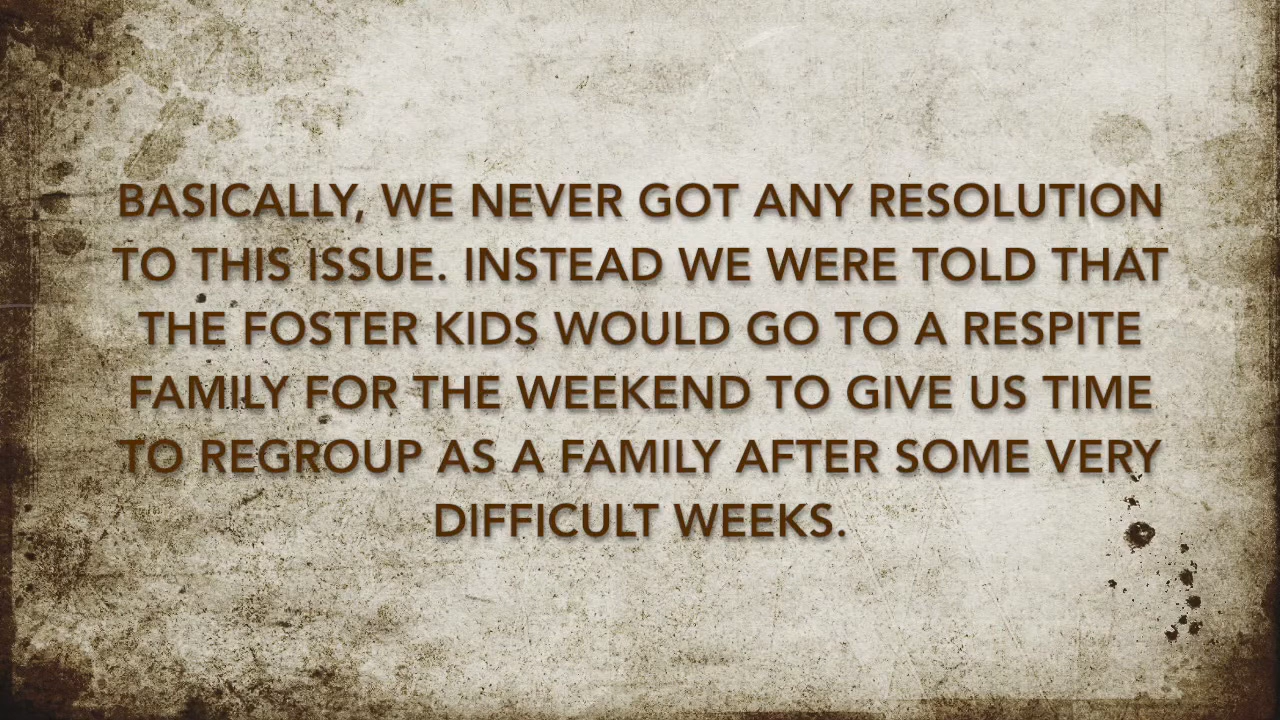 BASICALLY, WE NEVER GOT ANY RESOLUTION
TO THIS ISSUE. INSTEAD WE WERE TOLD THAT
THE FOSTER KIDS WOULD GO TO A RESPITE
FAMILY FOR THE WEEKEND TO GIVE US TIME
TO REGROUP AS A FAMILY AFTER SOME VERY
DIFFICULT WEEKS.